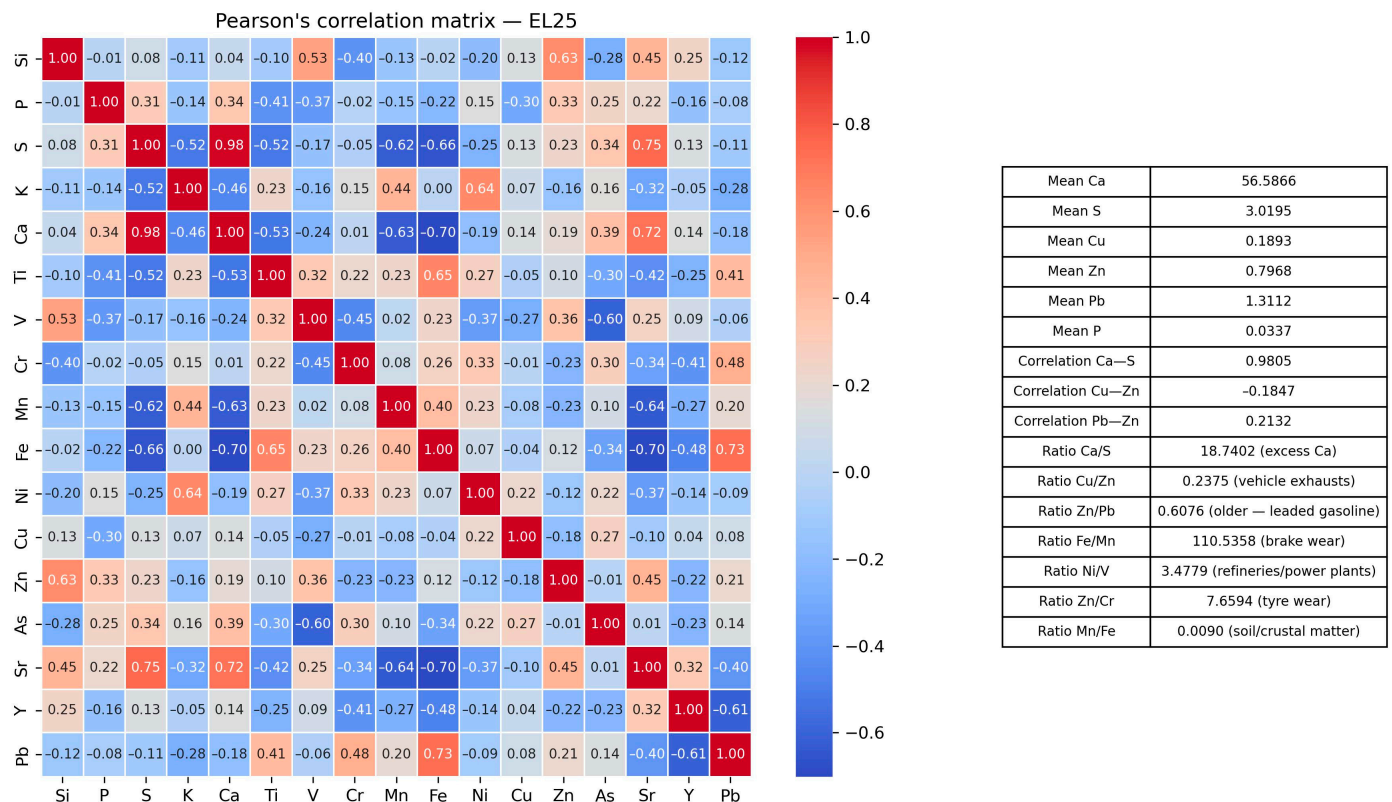 Pearson's correlation matrix — EL25
Si 1.00 –0.01 0.08 –0.11 0.04 –0.10 0.53 –0.40 –0.13 –0.02 –0.20 0.13 0.63 –0.28 0.45 0.25 –0.12
P –0.01 1.00 0.31 –0.14 0.34 –0.41 –0.37 –0.02 –0.15 –0.22 0.15 –0.30 0.33 0.25 0.22 –0.16 –0.08
S 0.08 0.31 1.00 –0.52 0.98 –0.52 –0.17 –0.05 –0.62 –0.66 –0.25 0.13 0.23 0.34 0.75 0.13 –0.11
K –0.11 –0.14 –0.52 1.00 –0.46 0.23 –0.16 0.15 0.44 0.00 0.64 0.07 –0.16 0.16 –0.32 –0.05 –0.28
Ca 0.04 0.34 0.98 –0.46 1.00 –0.53 –0.24 0.01 –0.63 –0.70 –0.19 0.14 0.19 0.39 0.72 0.14 –0.18
Ti –0.10 –0.41 –0.52 0.23 –0.53 1.00 0.32 0.22 0.23 0.65 0.27 –0.05 0.10 –0.30 –0.42 –0.25 0.41
V 0.53 –0.37 –0.17 –0.16 –0.24 0.32 1.00 –0.45 0.02 0.23 –0.37 –0.27 0.36 –0.60 0.25 0.09 –0.06
Cr –0.40 –0.02 –0.05 0.15 0.01 0.22 –0.45 1.00 0.08 0.26 0.33 –0.01 –0.23 0.30 –0.34 –0.41 0.48
Mn –0.13 –0.15 –0.62 0.44 –0.63 0.23 0.02 0.08 1.00 0.40 0.23 –0.08 –0.23 0.10 –0.64 –0.27 0.20
Fe –0.02 –0.22 –0.66 0.00 –0.70 0.65 0.23 0.26 0.40 1.00 0.07 –0.04 0.12 –0.34 –0.70 –0.48 0.73
Ni –0.20 0.15 –0.25 0.64 –0.19 0.27 –0.37 0.33 0.23 0.07 1.00 0.22 –0.12 0.22 –0.37 –0.14 –0.09
Cu 0.13 –0.30 0.13 0.07 0.14 –0.05 –0.27 –0.01 –0.08 –0.04 0.22 1.00 –0.18 0.27 –0.10 0.04 0.08
Zn 0.63 0.33 0.23 –0.16 0.19 0.10 0.36 –0.23 –0.23 0.12 –0.12 –0.18 1.00 –0.01 0.45 –0.22 0.21
As –0.28 0.25 0.34 0.16 0.39 –0.30 –0.60 0.30 0.10 –0.34 0.22 0.27 –0.01 1.00 0.01 –0.23 0.14
Sr 0.45 0.22 0.75 –0.32 0.72 –0.42 0.25 –0.34 –0.64 –0.70 –0.37 –0.10 0.45 0.01 1.00 0.32 –0.40
Y 0.25 –0.16 0.13 –0.05 0.14 –0.25 0.09 –0.41 –0.27 –0.48 –0.14 0.04 –0.22 –0.23 0.32 1.00 –0.61
Pb –0.12 –0.08 –0.11 –0.28 –0.18 0.41 –0.06 0.48 0.20 0.73 –0.09 0.08 0.21 0.14 –0.40 –0.61 1.00
Si P S K Ca Ti V Cr Mn Fe Ni Cu Zn As Sr Y Pb
1.0
0.8
0.6
0.4
0.2
0.0
−0.2
−0.4
−0.6
Mean Ca 56.5866
Mean S 3.0195
Mean Cu 0.1893
Mean Zn 0.7968
Mean Pb 1.3112
Mean P 0.0337
Correlation Ca—S 0.9805
Correlation Cu—Zn –0.1847
Correlation Pb—Zn 0.2132
Ratio Ca/S 18.7402 (excess Ca)
Ratio Cu/Zn 0.2375 (vehicle exhausts)
Ratio Zn/Pb 0.6076 (older — leaded gasoline)
Ratio Fe/Mn 110.5358 (brake wear)
Ratio Ni/V 3.4779 (refineries/power plants)
Ratio Zn/Cr 7.6594 (tyre wear)
Ratio Mn/Fe 0.0090 (soil/crustal matter)